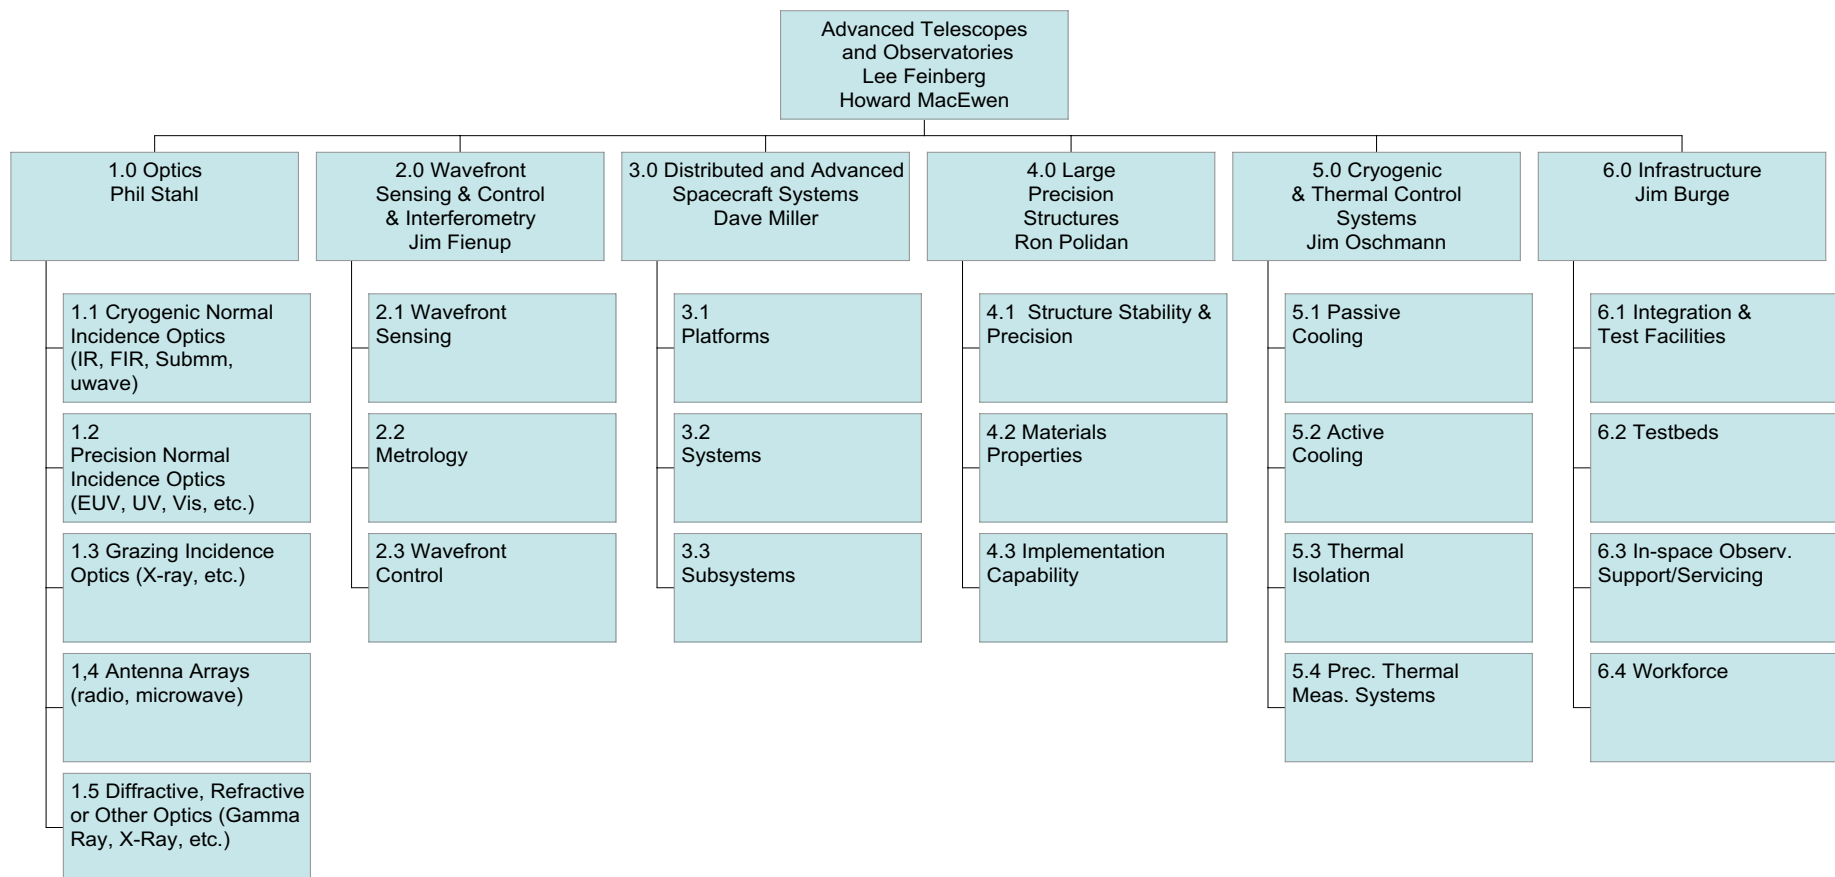 Advanced Telescopes
and Observatories
Lee Feinberg
Howard MacEwen
1.0 Optics
Phil Stahl
2.0 Wavefront
Sensing & Control
& Interferometry
Jim Fienup
3.0 Distributed and Advanced
Spacecraft Systems
Dave Miller
4.0 Large
Precision
Structures
Ron Polidan
5.0 Cryogenic
& Thermal Control
Systems
Jim Oschmann
6.0 Infrastructure
Jim Burge
1.1 Cryogenic Normal
Incidence Optics
(IR, FIR, Submm,
uwave)
1.2
Precision Normal
Incidence Optics
(EUV, UV, Vis, etc.)
1.3 Grazing Incidence
Optics (X-ray, etc.)
1,4 Antenna Arrays
(radio, microwave)
1.5 Diffractive, Refractive
or Other Optics (Gamma
Ray, X-Ray, etc.)
2.1 Wavefront
Sensing
2.2
Metrology
2.3 Wavefront
Control
3.1
Platforms
3.2
Systems
3.3
Subsystems
4.1 Structure Stability &
Precision
4.2 Materials
Properties
4.3 Implementation
Capability
5.1 Passive
Cooling
5.2 Active
Cooling
5.3 Thermal
Isolation
5.4 Prec. Thermal
Meas. Systems
6.1 Integration &
Test Facilities
6.2 Testbeds
6.3 In-space Observ.
Support/Servicing
6.4 Workforce